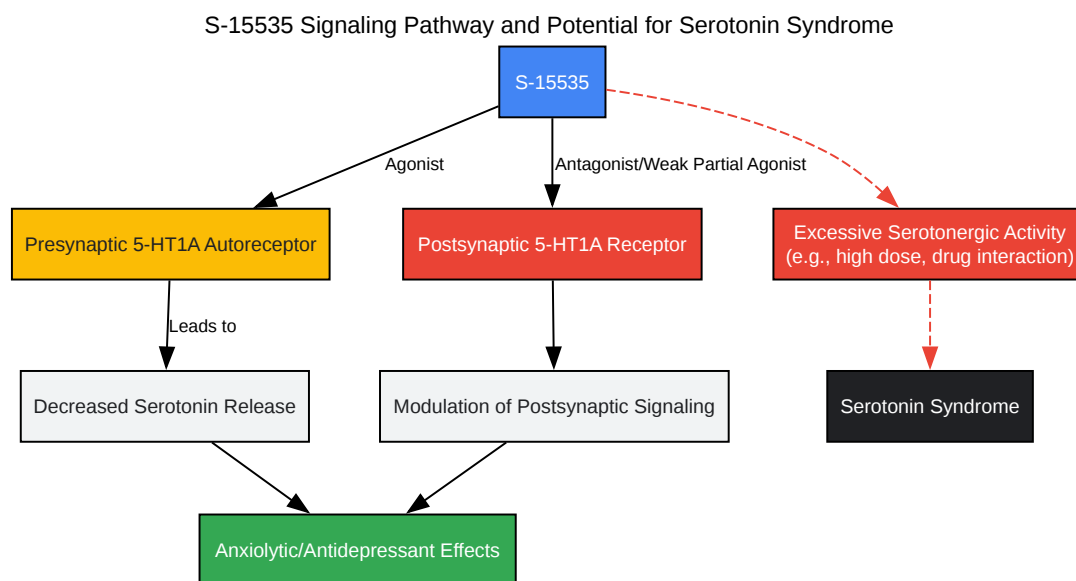 S-15535 Signaling Pathway and Potential for Serotonin Syndrome
S-15535
Agonist
Antagonist/Weak Partial Agonist
Presynaptic 5-HT1A Autoreceptor
Postsynaptic 5-HT1A Receptor
Excessive Serotonergic Activity
(e.g., high dose, drug interaction)
Leads to
Decreased Serotonin Release
Modulation of Postsynaptic Signaling
Serotonin Syndrome
Anxiolytic/Antidepressant Effects